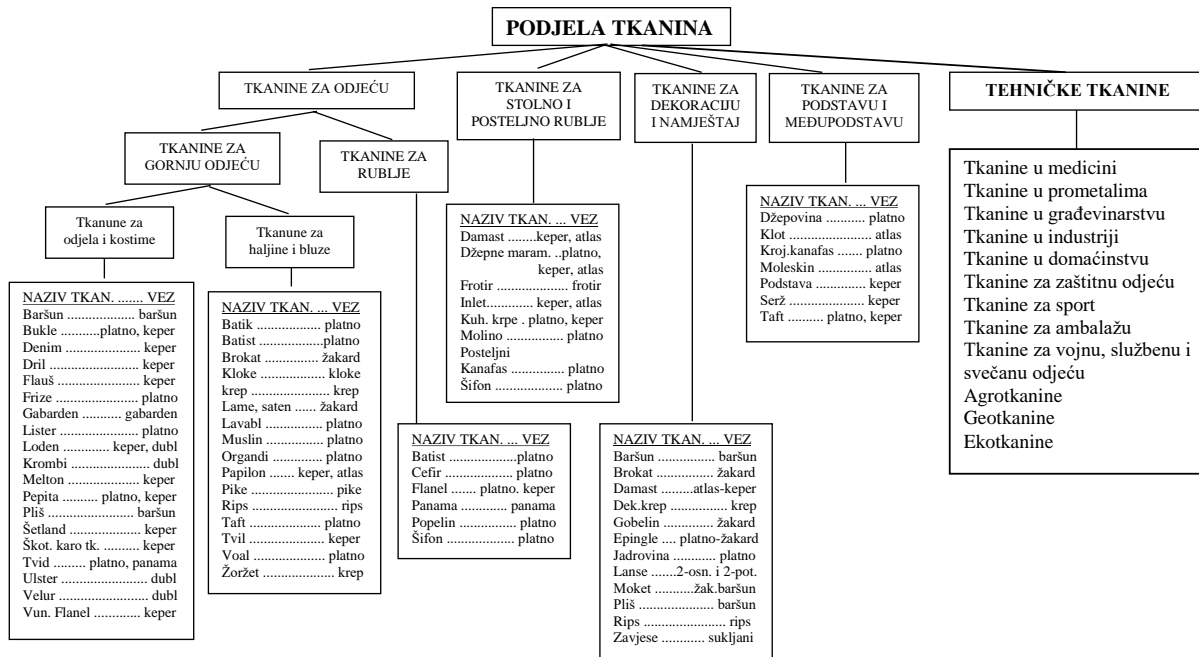 PODJELA TKANINA
TKANINE ZA ODJEĆU
TKANINE ZA
STOLNO I
POSTELJNO RUBLJE
TKANINE ZA
DEKORACIJU
I NAMJEŠTAJ
TKANINE ZA
PODSTAVU I
MEĐUPODSTAVU
TEHNIČKE TKANINE
TKANINE ZA
GORNJU ODJEĆU
TKANINE ZA
RUBLJE
Tkanune za
odjela i kostime
Tkanune za
haljine i bluze
NAZIV TKAN. ....... VEZ
Baršun ................ baršun
Bukle ..........platno, keper
Denim ...................... keper
Dril .......................... keper
Flauš ........................ keper
Frize ........................ platno
Gabarden .......... gabarden
Lister ...................... platno
Loden .......... keper, dubl
Krombi ...................... dubl
Melton ...................... keper
Pepita .......... platno, keper
Pliš ........................ baršun
Šetland ..................... keper
Škot. karo tk. .......... keper
Tvid ........ platno, panama
Ulster ......................... dubl
Velur ......................... dubl
Vun. Flanel ............. keper
NAZIV TKAN. ... VEZ
Batik ................... platno
Batist ...................platno
Brokat ................. žakard
Kloke ................... kloke
krep ....................... krep
Lame, saten ...... žakard
Lavabl ................ platno
Muslin ................ platno
Organdi .............. platno
Papilon ....... keper, atlas
Pike ........................ pike
Rips ......................... rips
Taft ..................... platno
Tvil ...................... keper
Voal .................... platno
Žoržet ................... krep
NAZIV TKAN. ... VEZ
Batist ....................platno
Cefir .................... platno
Flanel ....... platno. keper
Panama ............. panama
Popelin ............... platno
Šifon ................... platno
NAZIV TKAN. ... VEZ
Damast ........keper, atlas
Džepne maram. ..platno,
keper, atlas
Frotir ..................... frotir
Inlet............. keper, atlas
Kuh. krpe . platno, keper
Molino ................. platno
Posteljni
Kanafas ................ platno
Šifon .................... platno
NAZIV TKAN. ... VEZ
Baršun ............... baršun
Brokat ................. žakard
Damast .........atlas-keper
Dek.krep ................ krep
Gobelin ............... žakard
Epingle .... platno-žakard
Jadrovina ............ platno
Lanse .......2-osn. i 2-pot.
Moket ...........žak.baršun
Pliš ...................... baršun
Rips ......................... rips
Zavjese ............ sukljani
NAZIV TKAN. ... VEZ
Džepovina ........... platno
Klot ....................... atlas
Kroj.kanafas ....... platno
Moleskin ................ atlas
Podstava ............... keper
Serž ....................... keper
Taft .......... platno, keper
Tkanine u medicini
Tkanine u prometalima
Tkanine u građevinarstvu
Tkanine u industriji
Tkanine u domaćinstvu
Tkanine za zaštitnu odjeću
Tkanine za sport
Tkanine za ambalažu
Tkanine za vojnu, službenu i
svečanu odjeću
Agrotkanine
Geotkanine
Ekotkanine